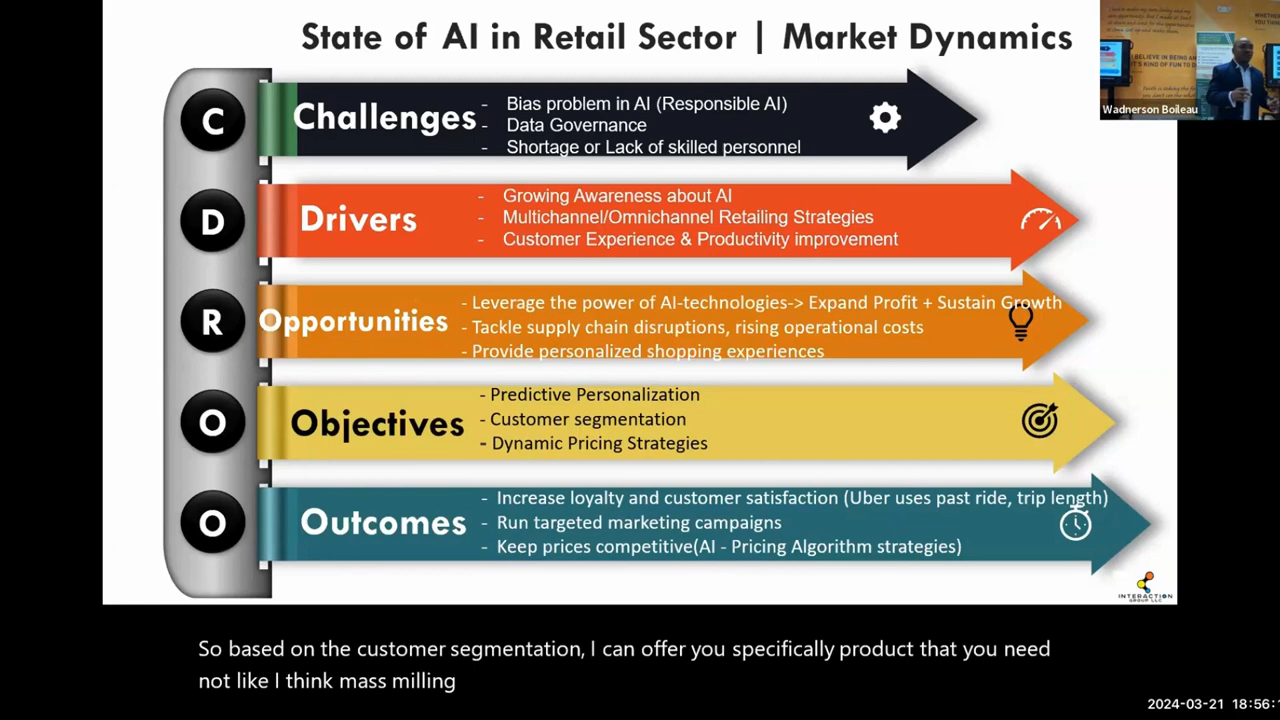 State of AI in Retail Sector | Market Dynamics
C
Challenges
- Bias problem in AI (Responsible AI)
- Data Governance
- Shortage or Lack of skilled personnel
D
Drivers
- Growing Awareness about AI
- Multichannel/Omnichannel Retailing Strategies
- Customer Experience & Productivity improvement
R
Opportunities
- Leverage the power of AI-technologies-> Expand Profit + Sustain Growth
- Tackle supply chain disruptions, rising operational costs
- Provide personalized shopping experiences
O
Objectives
- Predictive Personalization
- Customer segmentation
- Dynamic Pricing Strategies
O
Outcomes
- Increase loyalty and customer satisfaction (Uber uses past ride, trip length)
- Run targeted marketing campaigns
- Keep prices competitive(AI - Pricing Algorithm strategies)
INTERACTION
GROUP LLC
Wadnerson Boileau
So based on the customer segmentation, I can offer you specifically product that you need
not like I think mass milling
2024-03-21 18:56: